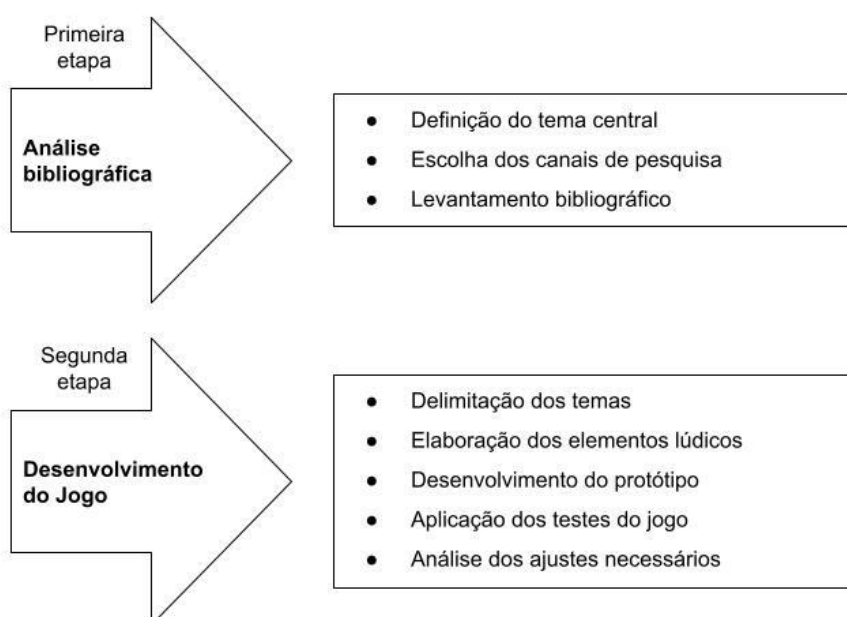 Primeira
etapa
Análise
bibliográfica
● Definição do tema central
● Escolha dos canais de pesquisa
● Levantamento bibliográfico
Segunda
etapa
Desenvolvimento
do Jogo
● Delimitação dos temas
● Elaboração dos elementos lúdicos
● Desenvolvimento do protótipo
● Aplicação dos testes do jogo
● Análise dos ajustes necessários